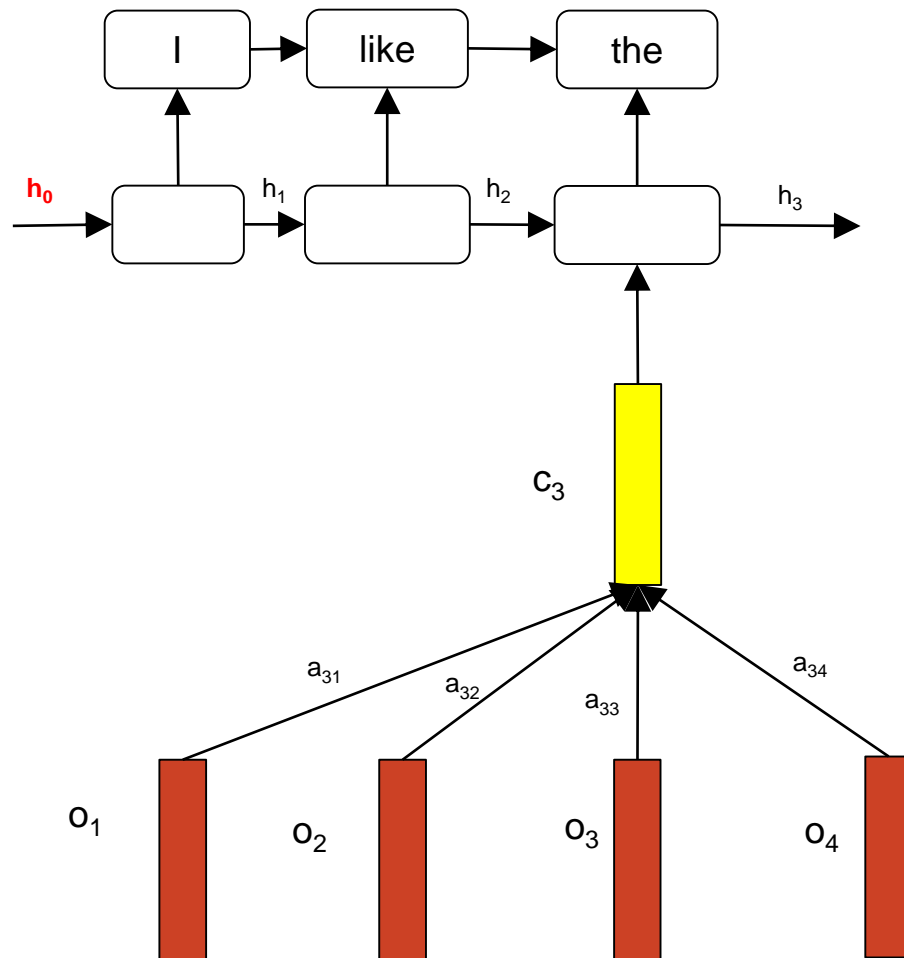 I like the
h₀ h₁ h₂ h₃
c₃
a₃₁ a₃₂ a₃₃ a₃₄
o₁ o₂ o₃ o₄